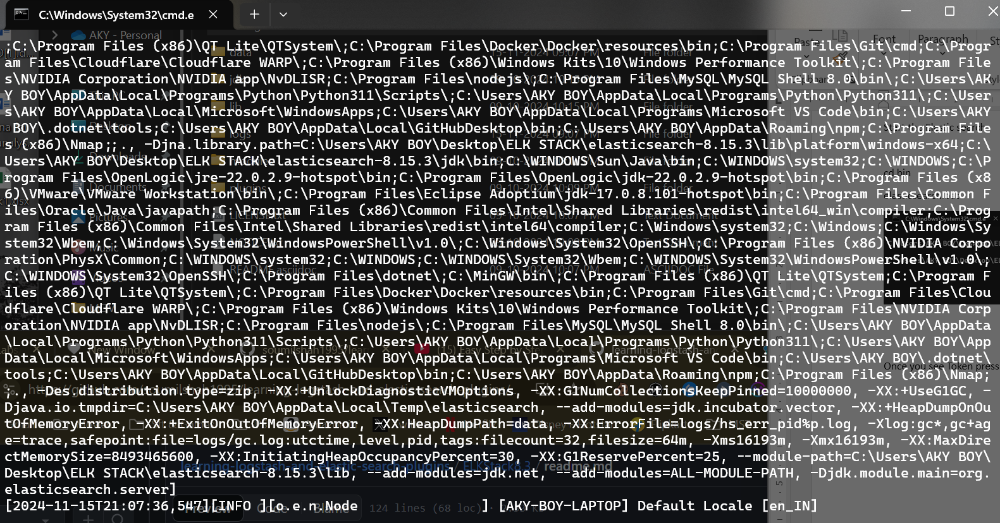 C:\Windows\System32\cmd.e
;C:\Program Files (x86)\QT Lite\QTSystem\;C:\Program Files\Docker\Docker\resources\bin;C:\Program Files\Git\cmd;C:\Progr
am Files\Cloudflare\Cloudflare WARP\;C:\Program Files (x86)\Windows Kits\10\Windows Performance Toolkit\;C:\Program File
s\NVIDIA Corporation\NVIDIA app\NvDLISR;C:\Program Files\nodejs\;C:\Program Files\MySQL\MySQL Shell 8.0\bin\;C:\Users\AK
Y BOY\AppData\Local\Programs\Python\Python311\Scripts\;C:\Users\AKY BOY\AppData\Local\Programs\Python\Python311\;C:\User
s\AKY BOY\AppData\Local\Microsoft\WindowsApps;C:\Users\AKY BOY\AppData\Local\Programs\Microsoft VS Code\bin;C:\Users\AKY
 BOY\.dotnet\tools;C:\Users\AKY BOY\AppData\Local\GitHubDesktop\bin;C:\Users\AKY BOY\AppData\Roaming\npm;C:\Program File
s (x86)\Nmap;;., -Djna.library.path=C:\Users\AKY BOY\Desktop\ELK STACK\elasticsearch-8.15.3\lib\platform\windows-x64;C:\
Users\AKY BOY\Desktop\ELK STACK\elasticsearch-8.15.3\jdk\bin;C:\WINDOWS\Sun\Java\bin;C:\WINDOWS\system32;C:\WINDOWS;C:\P
rogram Files\OpenLogic\jre-22.0.2.9-hotspot\bin;C:\Program Files\OpenLogic\jdk-22.0.2.9-hotspot\bin;C:\Program Files (x8
6)\VMware\VMware Workstation\bin\;C:\Program Files\Eclipse Adoptium\jdk-17.0.8.101-hotspot\bin;C:\Program Files\Common F
iles\Oracle\Java\javapath;C:\Program Files (x86)\Common Files\Intel\Shared Libraries\redist\intel64_win\compiler;C:\Prog
ram Files (x86)\Common Files\Intel\Shared Libraries\redist\intel64\compiler;C:\Windows\system32;C:\Windows;C:\Windows\Sy
stem32\Wbem;C:\Windows\System32\WindowsPowerShell\v1.0\;C:\Windows\System32\OpenSSH\;C:\Program Files (x86)\NVIDIA Corpo
ration\PhysX\Common;C:\WINDOWS\system32;C:\WINDOWS;C:\WINDOWS\System32\Wbem;C:\WINDOWS\System32\WindowsPowerShell\v1.0\;
C:\WINDOWS\System32\OpenSSH\;C:\Program Files\dotnet\;C:\MinGW\bin\;C:\Program Files (x86)\QT Lite\QTSystem;C:\Program F
iles (x86)\QT Lite\QTSystem\;C:\Program Files\Docker\Docker\resources\bin;C:\Program Files\Git\cmd;C:\Program Files\Clou
dflare\Cloudflare WARP\;C:\Program Files (x86)\Windows Kits\10\Windows Performance Toolkit\;C:\Program Files\NVIDIA Corp
oration\NVIDIA app\NvDLISR;C:\Program Files\nodejs\;C:\Program Files\MySQL\MySQL Shell 8.0\bin\;C:\Users\AKY BOY\AppData
\Local\Programs\Python\Python311\Scripts\;C:\Users\AKY BOY\AppData\Local\Programs\Python\Python311\;C:\Users\AKY BOY\App
Data\Local\Microsoft\WindowsApps;C:\Users\AKY BOY\AppData\Local\Programs\Microsoft VS Code\bin;C:\Users\AKY BOY\.dotnet\
tools;C:\Users\AKY BOY\AppData\Local\GitHubDesktop\bin;C:\Users\AKY BOY\AppData\Roaming\npm;C:\Program Files (x86)\Nmap;
;., -Des.distribution.type=zip, -XX:+UnlockDiagnosticVMOptions, -XX:G1NumCollectionsKeepPinned=10000000, -XX:+UseG1GC, -
Djava.io.tmpdir=C:\Users\AKY BOY\AppData\Local\Temp\elasticsearch, --add-modules=jdk.incubator.vector, -XX:+HeapDumpOnOu
tOfMemoryError, -XX:+ExitOnOutOfMemoryError, -XX:HeapDumpPath=data, -XX:ErrorFile=logs/hs_err_pid%p.log, -Xlog:gc*,gc+ag
e=trace,safepoint:file=logs/gc.log:utctime,level,pid,tags:filecount=32,filesize=64m, -Xms16193m, -Xmx16193m, -XX:MaxDire
ctMemorySize=8493465600, -XX:InitiatingHeapOccupancyPercent=30, -XX:G1ReservePercent=25, --module-path=C:\Users\AKY BOY\
Desktop\ELK STACK\elasticsearch-8.15.3\lib, --add-modules=jdk.net, --add-modules=ALL-MODULE-PATH, -Djdk.module.main=org.
elasticsearch.server]
[2024-11-15T21:07:36,547][INFO ][o.e.n.Node               ] [AKY-BOY-LAPTOP] Default Locale [en_IN]